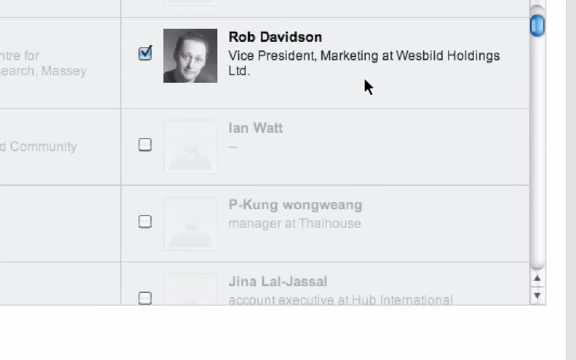 Rob Davidson
Vice President, Marketing at Wesbild Holdings
Ltd.
ntre for
earch, Massey
Ian Watt
–
d Community
P-Kung wongweang
manager at Thaihouse
Jina Lal-Jassal
account executive at Hub International